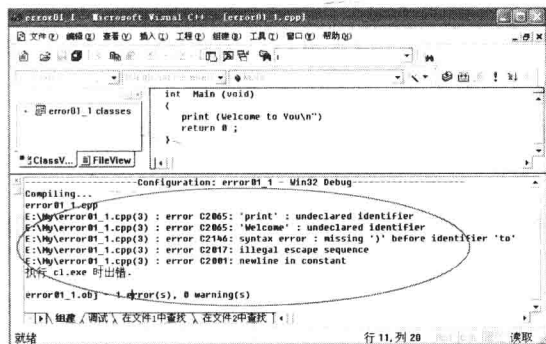 error01_1 - Microsoft Visual C++ - [error01_1.cpp]
文件(F) 编辑(E) 查看(V) 插入(I) 工程(P) 组建(B) 工具(T) 窗口(W) 帮助(H)
int Main (void)
{
print (Welcome to You\n")
return 0 ;
}
error01_1 classes
ClassV... FileView
Configuration: error01_1 - Win32 Debug
Compiling...
error01_1.cpp
E:\My\error01_1.cpp(3) : error C2065: 'print' : undeclared identifier
E:\My\error01_1.cpp(3) : error C2065: 'Welcome' : undeclared identifier
E:\My\error01_1.cpp(3) : error C2146: syntax error : missing ')' before identifier 'to'
E:\My\error01_1.cpp(3) : error C2017: illegal escape sequence
E:\My\error01_1.cpp(3) : error C2001: newline in constant
执行 cl.exe 时出错.
error01_1.obj - 1 error(s), 0 warning(s)
组建 调试 在文件1中查找 在文件2中查找
就绪
行 11, 列 20
读取